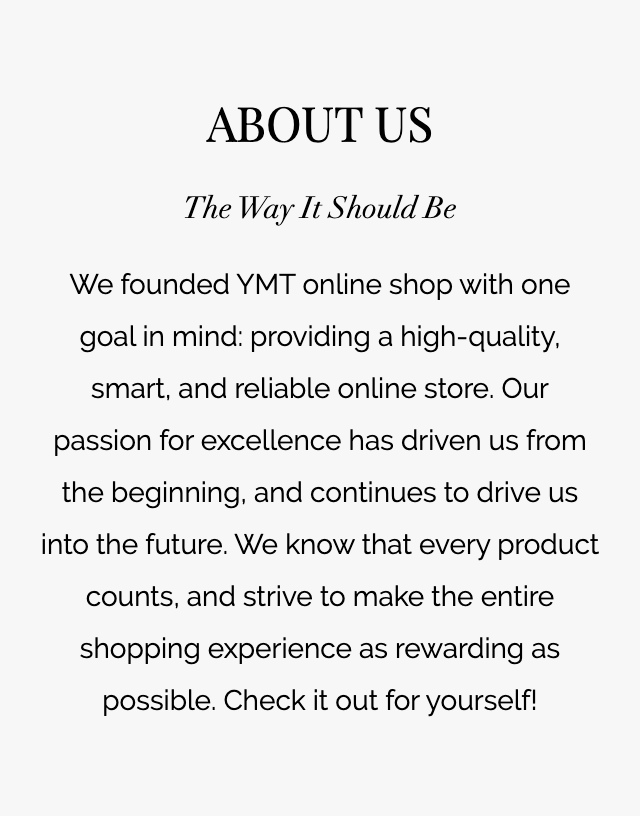 ABOUT US
The Way It Should Be
We founded YMT online shop with one
goal in mind: providing a high-quality,
smart, and reliable online store. Our
passion for excellence has driven us from
the beginning, and continues to drive us
into the future. We know that every product
counts, and strive to make the entire
shopping experience as rewarding as
possible. Check it out for yourself!